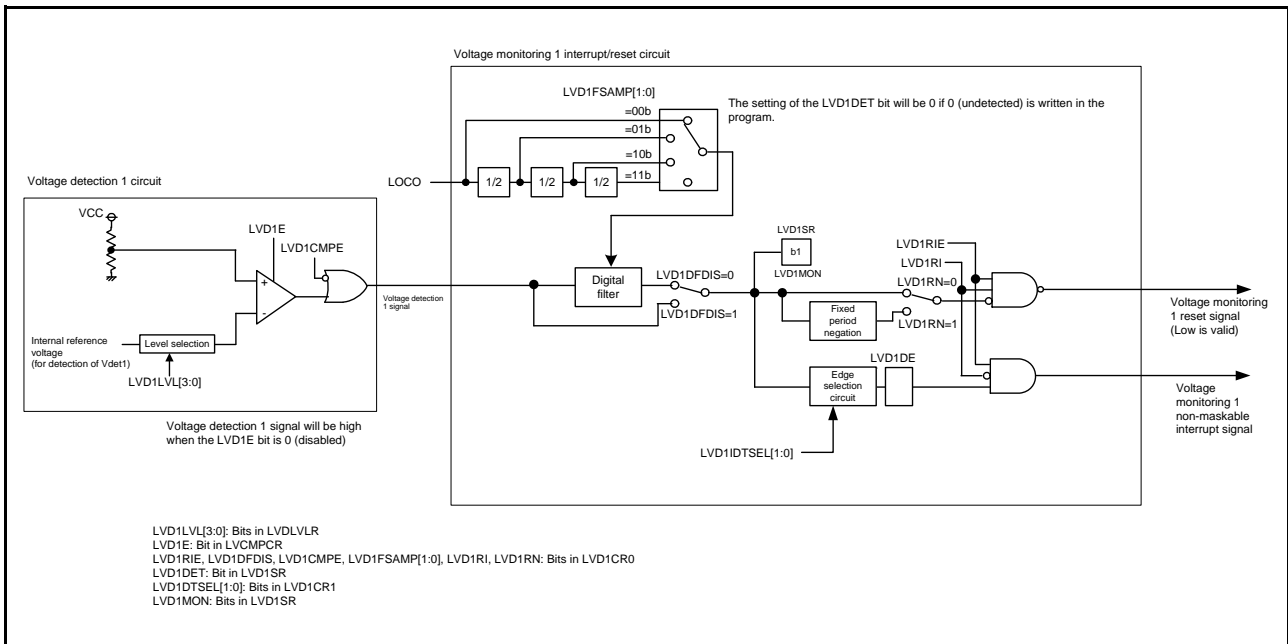 Voltage monitoring 1 interrupt/reset circuit
LVD1FSAMP[1:0]
The setting of the LVD1DET bit will be 0 if 0 (undetected) is written in the
program.
=00b
=01b
=10b
=11b
LOCO
1/2
1/2
1/2
Voltage detection 1 circuit
VCC
LVD1E
LVD1CMPE
+
-
Internal reference
voltage
(for detection of Vdet1)
Level selection
LVD1LVL[3:0]
Voltage detection
1 signal
Voltage detection 1 signal will be high
when the LVD1E bit is 0 (disabled)
Digital
filter
LVD1DFDIS=0
LVD1DFDIS=1
LVD1SR
b1
LVD1MON
Fixed
period
negation
LVD1RIE
LVD1RI
LVD1RN=0
LVD1RN=1
Voltage monitoring
1 reset signal
(Low is valid)
Edge
selection
circuit
LVD1DE
LVD1IDTSEL[1:0]
Voltage
monitoring 1
non-maskable
interrupt signal
LVD1LVL[3:0]: Bits in LVDLVLR
LVD1E: Bit in LVCMPCR
LVD1RIE, LVD1DFDIS, LVD1CMPE, LVD1FSAMP[1:0], LVD1RI, LVD1RN: Bits in LVD1CR0
LVD1DET: Bit in LVD1SR
LVD1DTSEL[1:0]: Bits in LVD1CR1
LVD1MON: Bits in LVD1SR